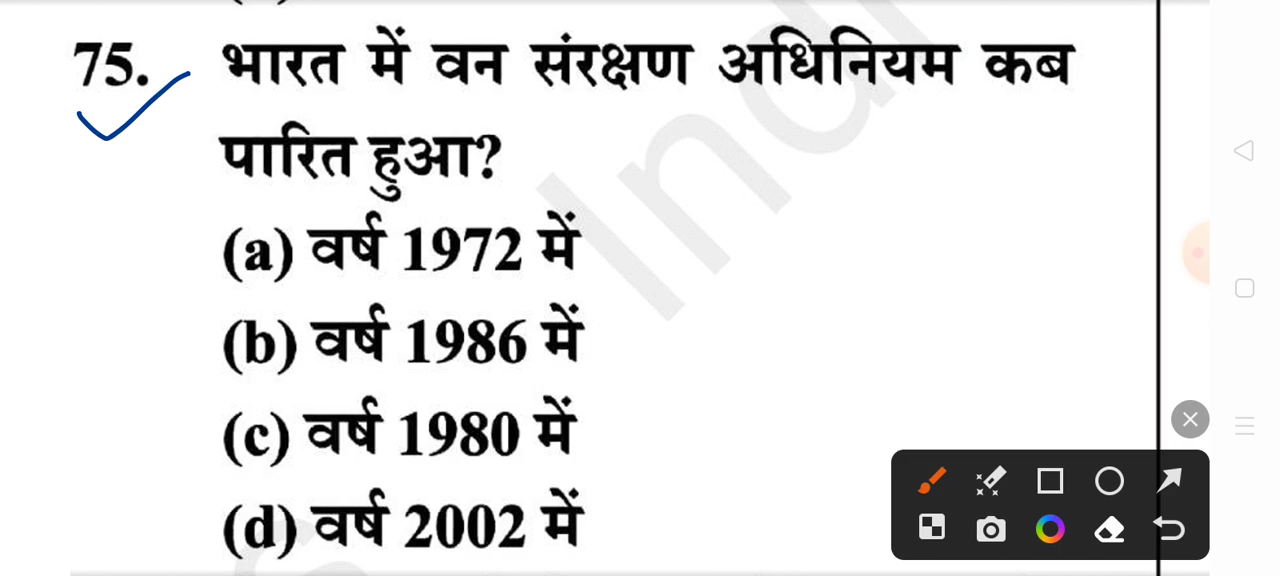 75. भारत में वन संरक्षण अधिनियम कब
पारित हुआ?
(a) वर्ष 1972 में
(b) वर्ष 1986 में
(c) वर्ष 1980 में
(d) वर्ष 2002 में